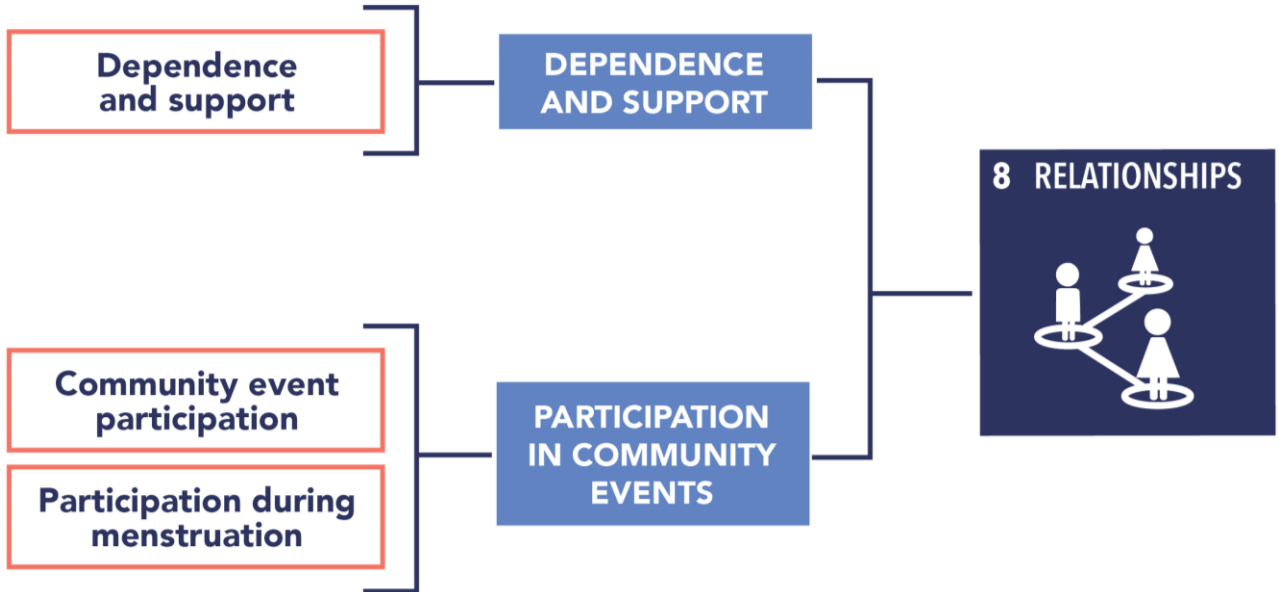 Dependence
and support
DEPENDENCE
AND SUPPORT
8 RELATIONSHIPS
Community event
participation
Participation during
menstruation
PARTICIPATION
IN COMMUNITY
EVENTS